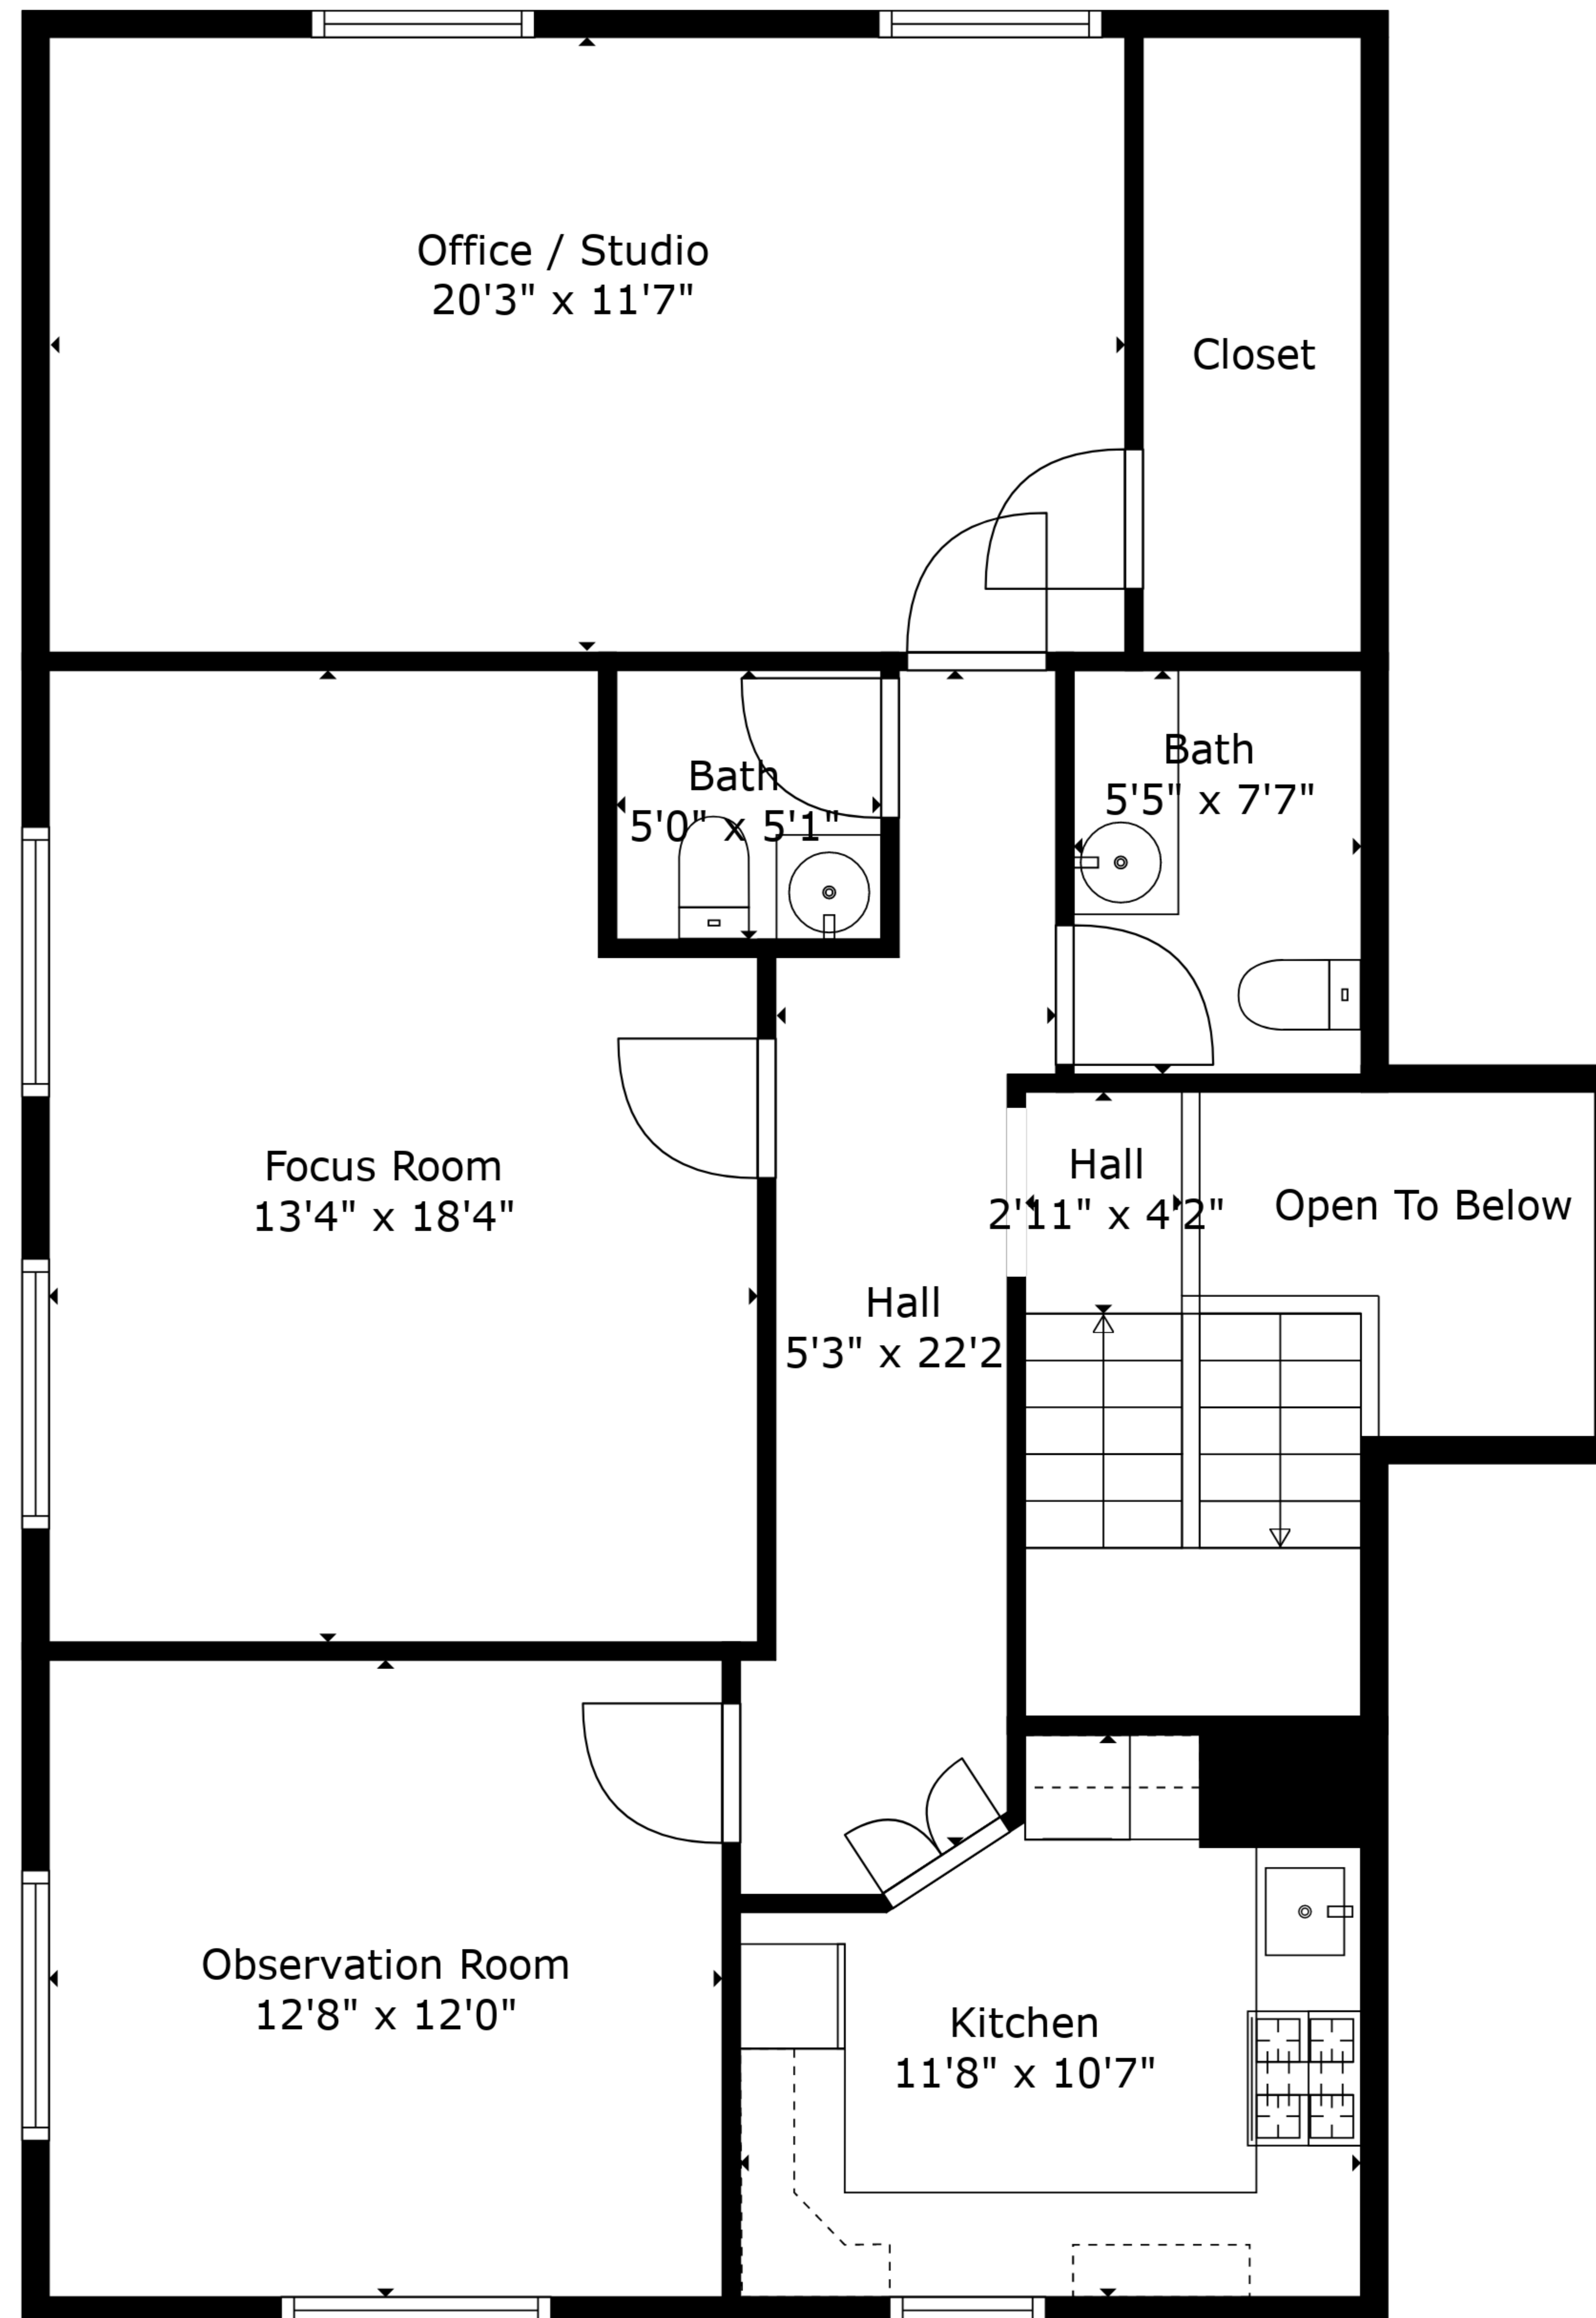 Office / Studio
20'3" x 11'7"
Closet
Bath
5'0" x 5'1"
Bath
5'5" x 7'7"
Focus Room
13'4" x 18'4"
Hall
2'11" x 4'2"
Open To Below
Hall
5'3" x 22'2
Observation Room
12'8" x 12'0"
Kitchen
11'8" x 10'7"